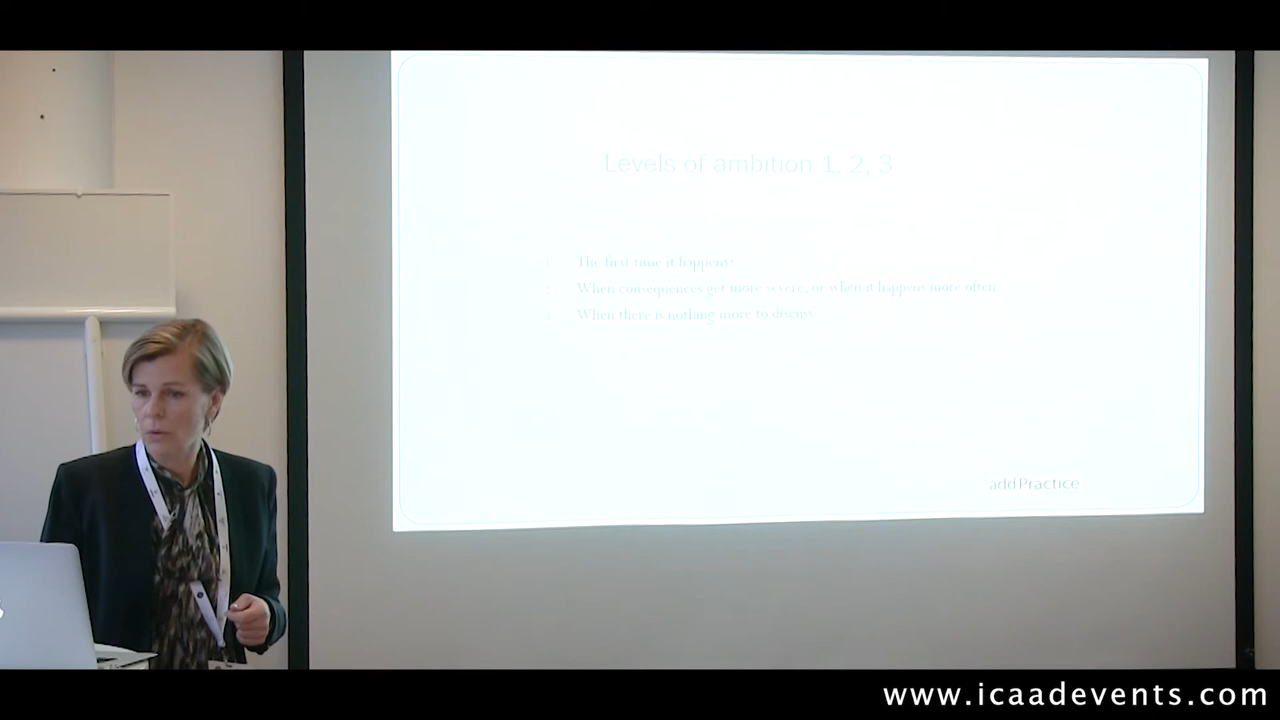 Levels of ambition 1, 2, 3
The first time it happens!
When consequences get more severe, or when it happens more often.
When there is nothing more to discuss.
addPractice
www.icaadevents.com